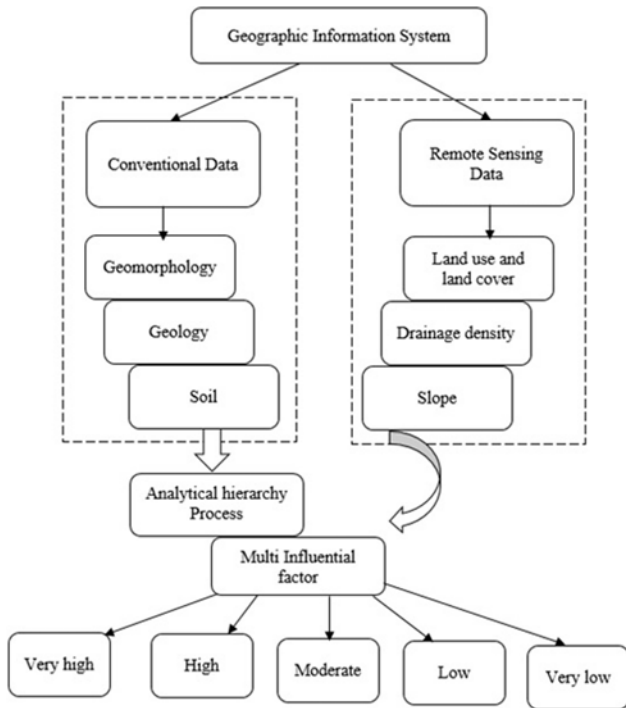 Geographic Information System
Conventional Data
Remote Sensing
Data
Geomorphology
Land use and
land cover
Geology
Drainage density
Soil
Slope
Analytical hierarchy
Process
Multi Influential
factor
Very high
High
Moderate
Low
Very low